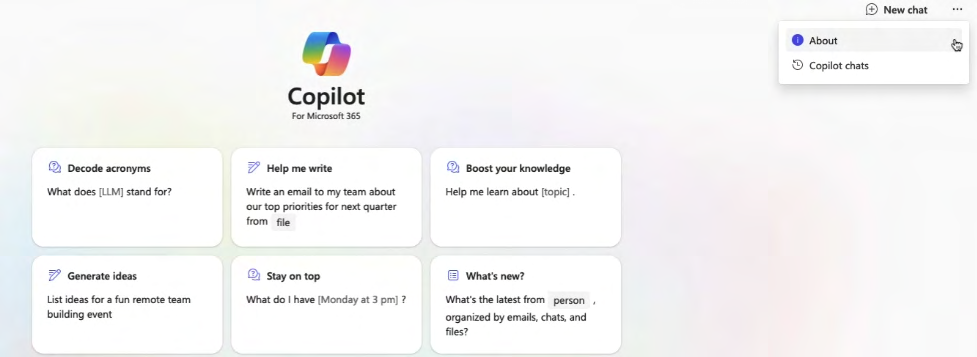 New chat
About
Copilot chats
Copilot
For Microsoft 365
Decode acronyms
What does [LLM] stand for?
Help me write
Write an email to my team about
our top priorities for next quarter
from file
Boost your knowledge
Help me learn about [topic] .
Generate ideas
List ideas for a fun remote team
building event
Stay on top
What do I have [Monday at 3 pm] ?
What's new?
What's the latest from person ,
organized by emails, chats, and
files?